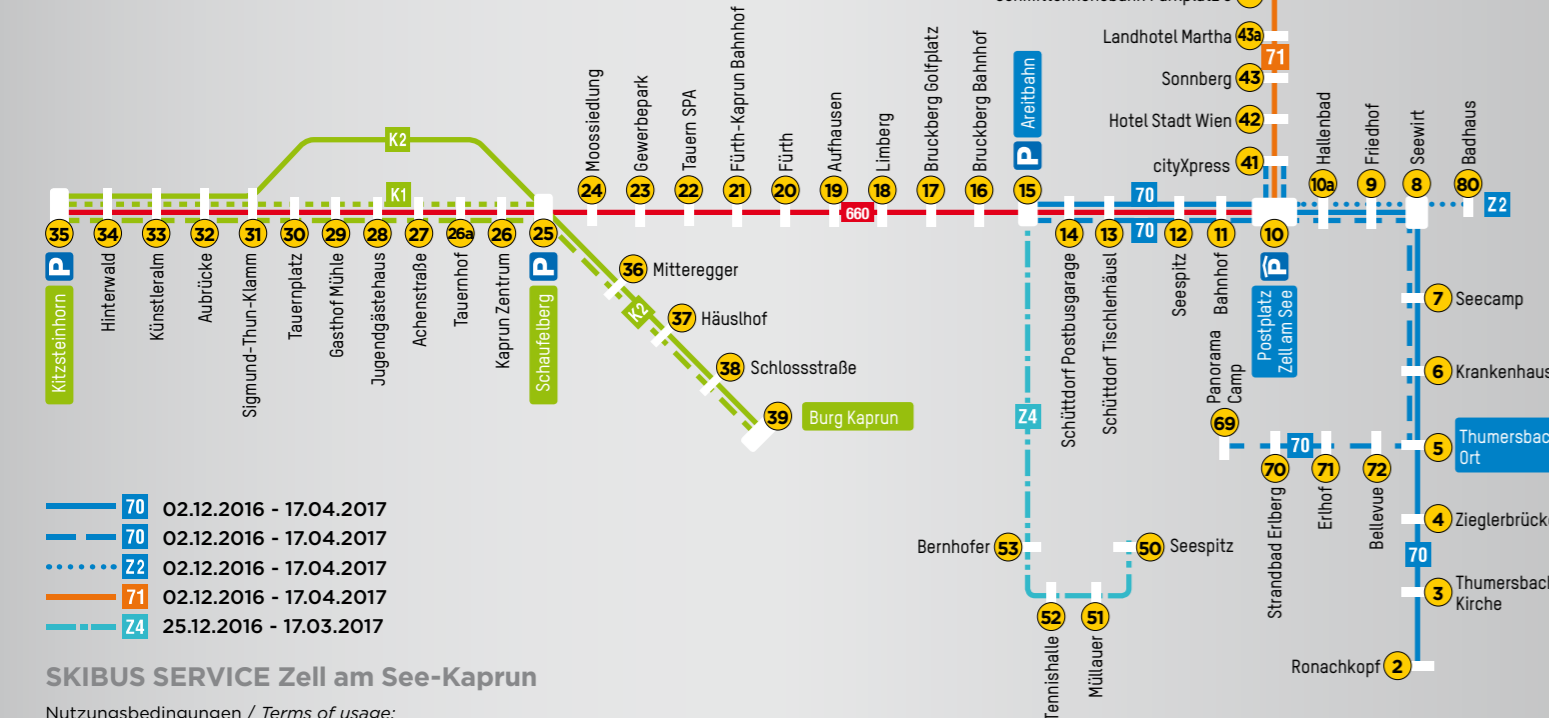 Landhotel Martha 43a
71
Sonnberg 43
Hotel Stadt Wien 42
cityXpress 41
K2
K1
24 Moossiedlung
23 Gewerbepark
22 Tauern SPA
21 Fürth-Kaprun Bahnhof
20 Fürth
19 Aufhausen
18 Limberg
17 Bruckberg Golfplatz
16 Bruckberg Bahnhof
15 P Areitbahn
660
70
70
10a Hallenbad
9 Friedhof
8 Seewirt
80 Badhaus
Z2
35 P Kitzsteinhorn
34 Hinterwald
33 Künstleralm
32 Aubrücke
31 Sigmund-Thun-Klamm
30 Tauernplatz
29 Gasthof Mühle
28 Jugendgästehaus
27 Achenstraße
26a Tauernhof
26 Kaprun Zentrum
25 P Schaufelberg
14 Schüttdorf Postbusgarage
13 Schüttdorf Tischlerhäusl
12 Seespitz
11 Bahnhof
10 P Postplatz
Zell am See
36 Mitteregger
K2
37 Häuslhof
38 Schlossstraße
39 Burg Kaprun
7 Seecamp
6 Krankenhaus
5 Thumersbac
Ort
4 Zieglerbrück
70
3 Thumersbach
Kirche
Ronachkopf 2
69 Panorama
Camp
70
70 Strandbad Erlberg
71 Erlhof
72 Bellevue
Z4
Bernhofer 53
50 Seespitz
52 Tennishalle
51 Müllauer
70 02.12.2016 - 17.04.2017
70 02.12.2016 - 17.04.2017
Z2 02.12.2016 - 17.04.2017
71 02.12.2016 - 17.04.2017
Z4 25.12.2016 - 17.03.2017
SKIBUS SERVICE Zell am See-Kaprun
Nutzungsbedingungen / Terms of usage: